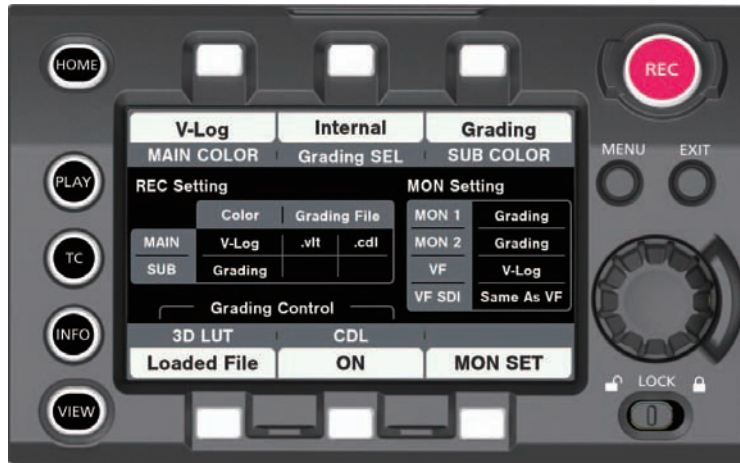 HOME
REC
V-Log Internal Grading
MAIN COLOR Grading SEL SUB COLOR
MENU EXIT
PLAY
REC Setting MON Setting
Color Grading File
MAIN V-Log .vlt .cdl
SUB Grading
MON 1 Grading
MON 2 Grading
VF V-Log
VF SDI Same As VF
TC
Grading Control
INFO
3D LUT CDL
Loaded File ON MON SET
LOCK
VIEW